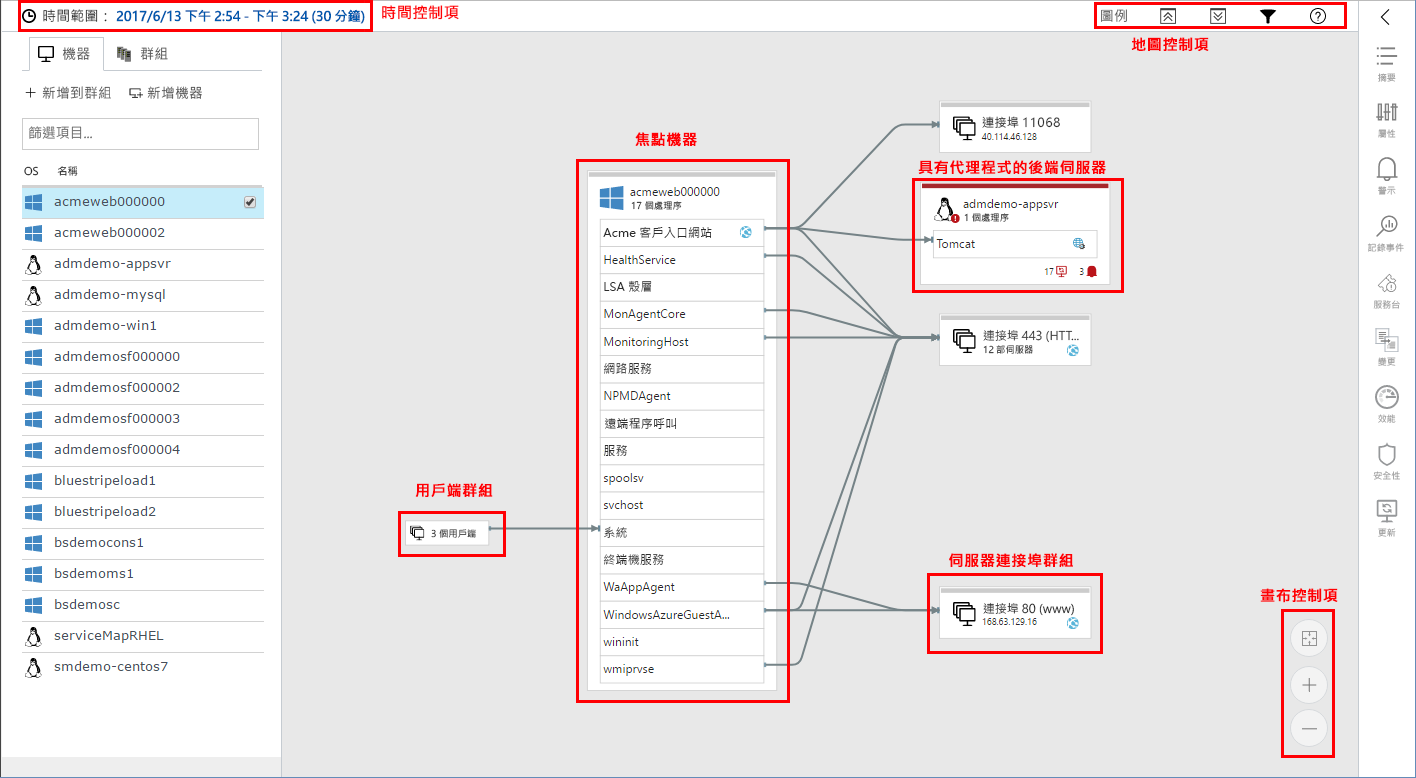 時間範圍： 2017/6/13 下午 2:54 - 下午 3:24 (30 分鐘)
時間控制項
圖例
地圖控制項
機器
群組
新增到群組
新增機器
篩選項目...
OS
名稱
acmeweb000000
acmeweb000002
admdemo-appsvr
admdemo-mysql
admdemo-win1
admdemosf000000
admdemosf000002
admdemosf000003
admdemosf000004
bluestripeload1
bluestripeload2
bsdemocons1
bsdemoms1
bsdemosc
serviceMapRHEL
smdemo-centos7
用戶端群組
3 個用戶端
焦點機器
acmeweb000000
17 個處理序
Acme 客戶入口網站
HealthService
LSA 殼層
MonAgentCore
MonitoringHost
網路服務
NPMDAgent
遠端程序呼叫
服務
spoolsv
svchost
系統
終端機服務
WaAppAgent
WindowsAzureGuestA...
wininit
wmiprvse
連接埠 11068
40.114.46.128
具有代理程式的後端伺服器
admdemo-appsvr
1 個處理序
Tomcat
17
3
連接埠 443 (HTT...
12 部伺服器
伺服器連接埠群組
連接埠 80 (www)
168.63.129.16
畫布控制項
摘要
屬性
警示
記錄事件
服務台
變更
效能
安全性
更新